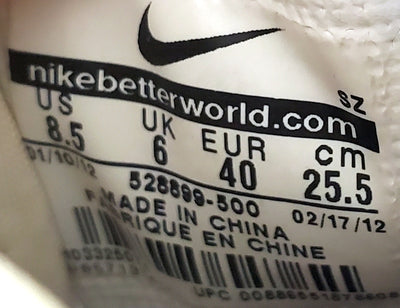 nikebetterworld.com
SZ
US UK EUR cm
8.5 6 40 25.5
01/10/12 528899-500 02/17/12
MADE IN CHINA
EN CHINE
UPC